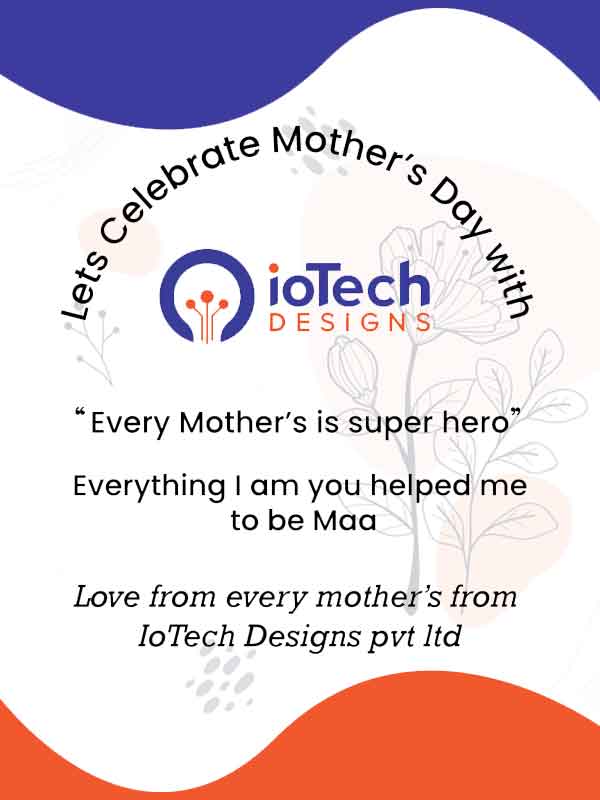 Lets Celebrate Mother’s Day with
ioTech
DESIGNS
“Every Mother’s is super hero”
Everything I am you helped me
to be Maa
Love from every mother’s from
IoTech Designs pvt ltd